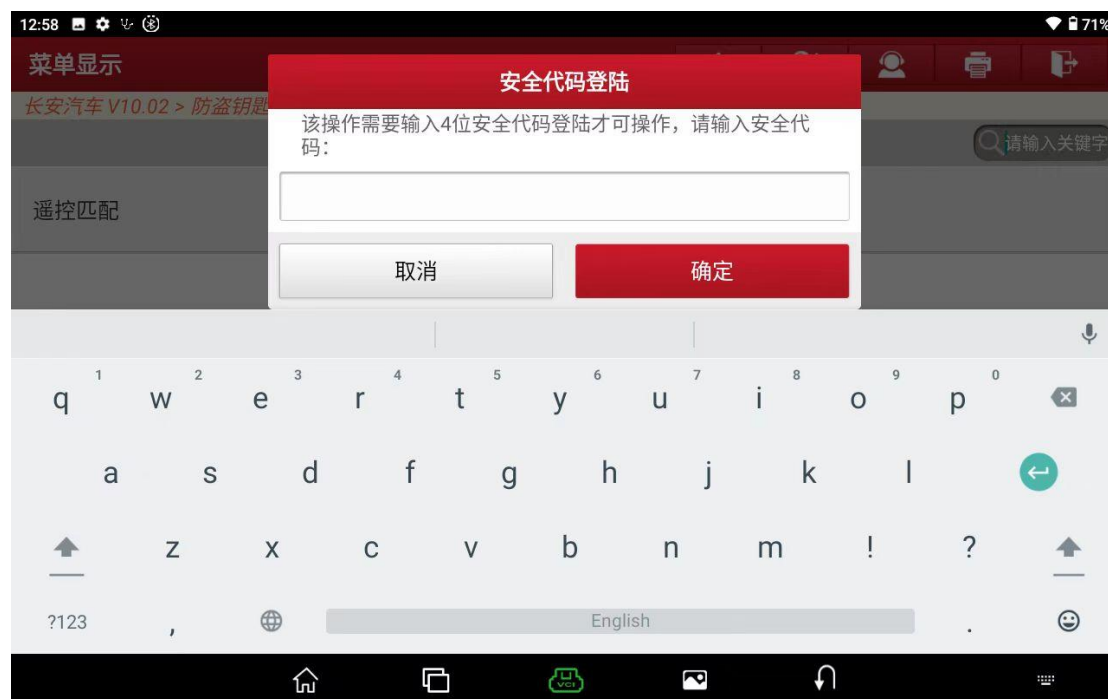 12:58
71%
菜单显示
安全代码登陆
长安汽车 V10.02 > 防盗钥匙
该操作需要输入4位安全代码登陆才可操作，请输入安全代
码：
请输入关键字
遥控匹配
取消
确定
1 2 3 4 5 6 7 8 9 0
q w e r t y u i o p
a s d f g h j k l
z x c v b n m ! ?
?123 , English .
VCI